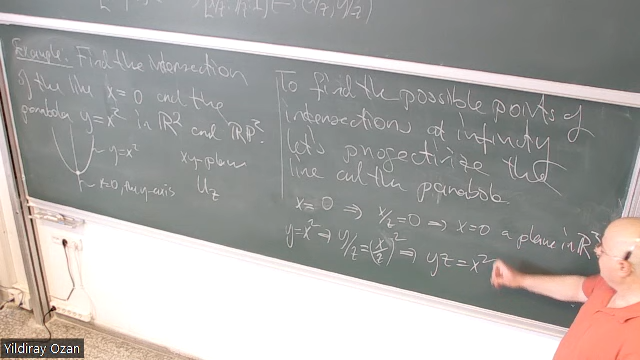 [x/z : y/z : 1] ↔ (x/z, y/z)
Example: Find the intersection
of the line x=0 and the
parabola y=x² in ℝ² and ℝP².
y=x²
xy-plane
x=0, the y-axis
U_z
To find the possible points of
intersections at infinity
let's projectivize the
line and the parabola.
x=0 ⇒ x/z=0 ⇒ x=0 a plane in ℝ³
y=x² ⇒ y/z=(x/z)² ⇒ yz=x²
Yildiray Ozan